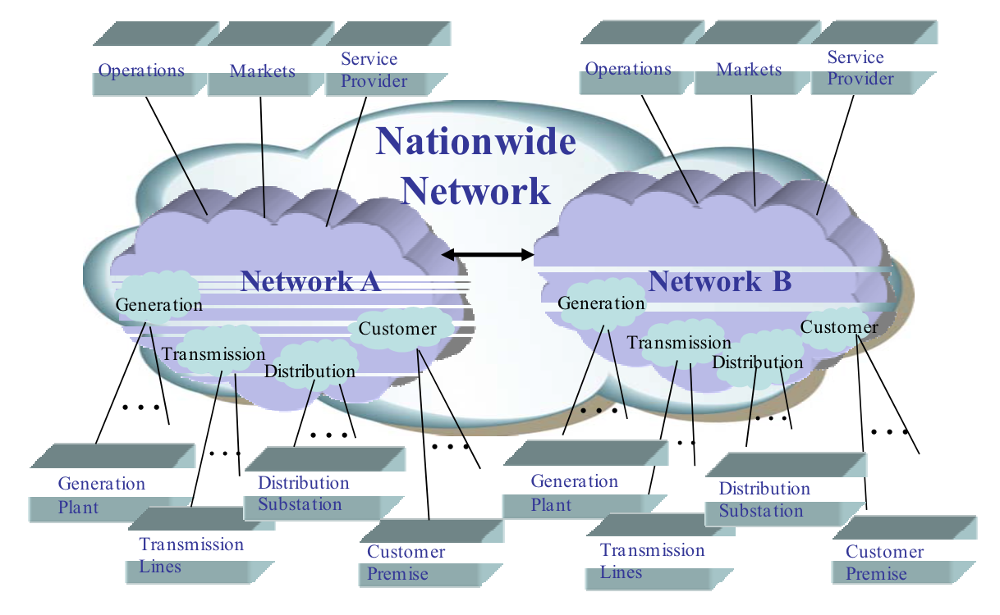 Operations
Markets
Service
Provider
Operations
Markets
Service
Provider
Nationwide
Network
Network A
Network B
Generation
Transmission
Distribution
Customer
Generation
Transmission
Distribution
Customer
Generation
Plant
Transmission
Lines
Distribution
Substation
Customer
Premise
Generation
Plant
Transmission
Lines
Distribution
Substation
Customer
Premise